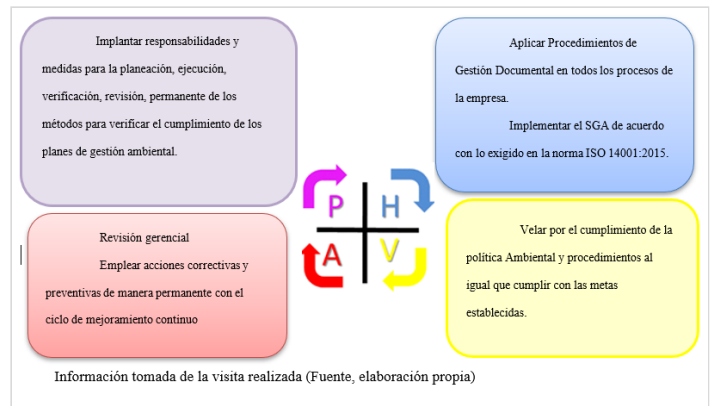 Implantar responsabilidades y
medidas para la planeación, ejecución,
verificación, revisión, permanente de los
métodos para verificar el cumplimiento de los
planes de gestión ambiental.
Aplicar Procedimientos de
Gestión Documental en todos los procesos de
la empresa.
Implementar el SGA de acuerdo
con lo exigido en la norma ISO 14001:2015.
P
H
A
V
Revisión gerencial
Emplear acciones correctivas y
preventivas de manera permanente con el
ciclo de mejoramiento continuo
Velar por el cumplimiento de la
política Ambiental y procedimientos al
igual que cumplir con las metas
establecidas.
Información tomada de la visita realizada (Fuente, elaboración propia)